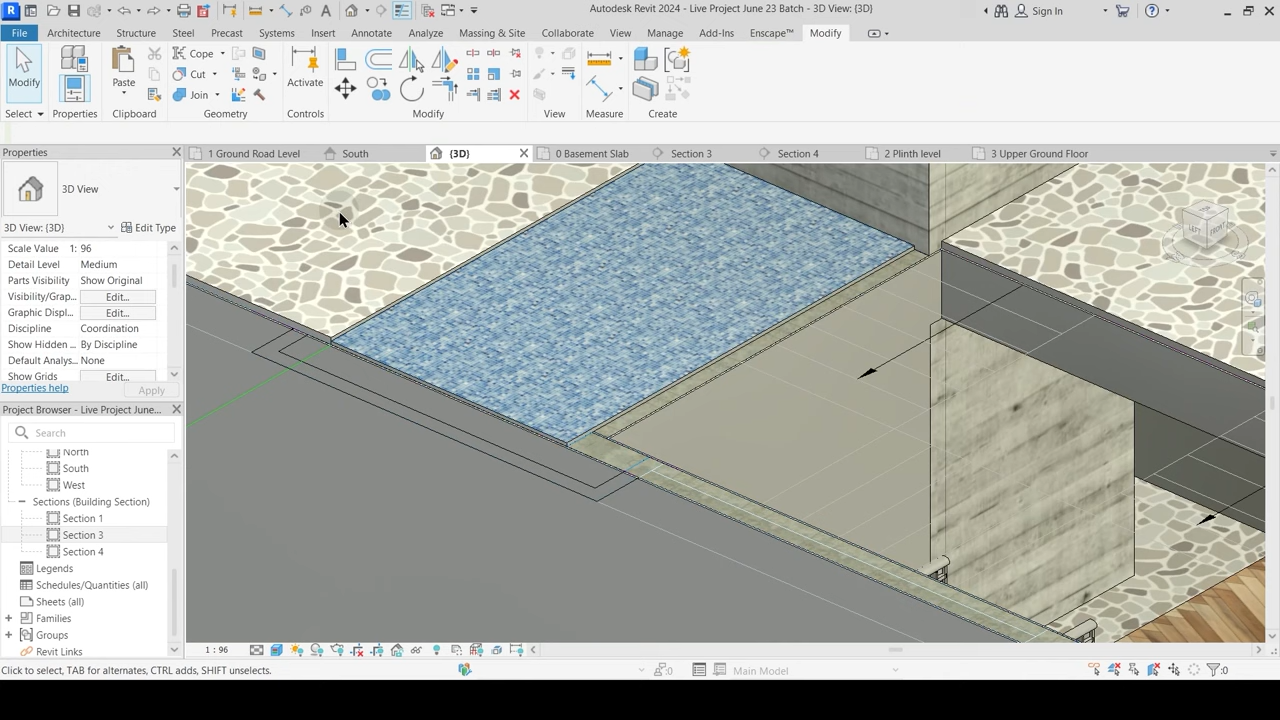 Autodesk Revit 2024 - Live Project June 23 Batch - 3D View: {3D}
Sign In
File Architecture Structure Steel Precast Systems Insert Annotate Analyze Massing & Site Collaborate View Manage Add-Ins Enscape™ Modify
Modify
Paste
Cope
Cut
Join
Activate
Select Properties Clipboard Geometry Controls Modify View Measure Create
Properties
1 Ground Road Level South {3D} 0 Basement Slab Section 3 Section 4 2 Plinth level 3 Upper Ground Floor
3D View
3D View: {3D} Edit Type
Scale Value 1: 96
Detail Level Medium
Parts Visibility Show Original
Visibility/Grap... Edit...
Graphic Displ... Edit...
Discipline Coordination
Show Hidden ... By Discipline
Default Analys... None
Show Grids Edit...
Properties help Apply
Project Browser - Live Project June...
Search
North
South
West
Sections (Building Section)
Section 1
Section 3
Section 4
Legends
Schedules/Quantities (all)
Sheets (all)
Families
Groups
Revit Links
LEFT FRONT
1 : 96
Click to select, TAB for alternates, CTRL adds, SHIFT unselects.
:0
Main Model
:0